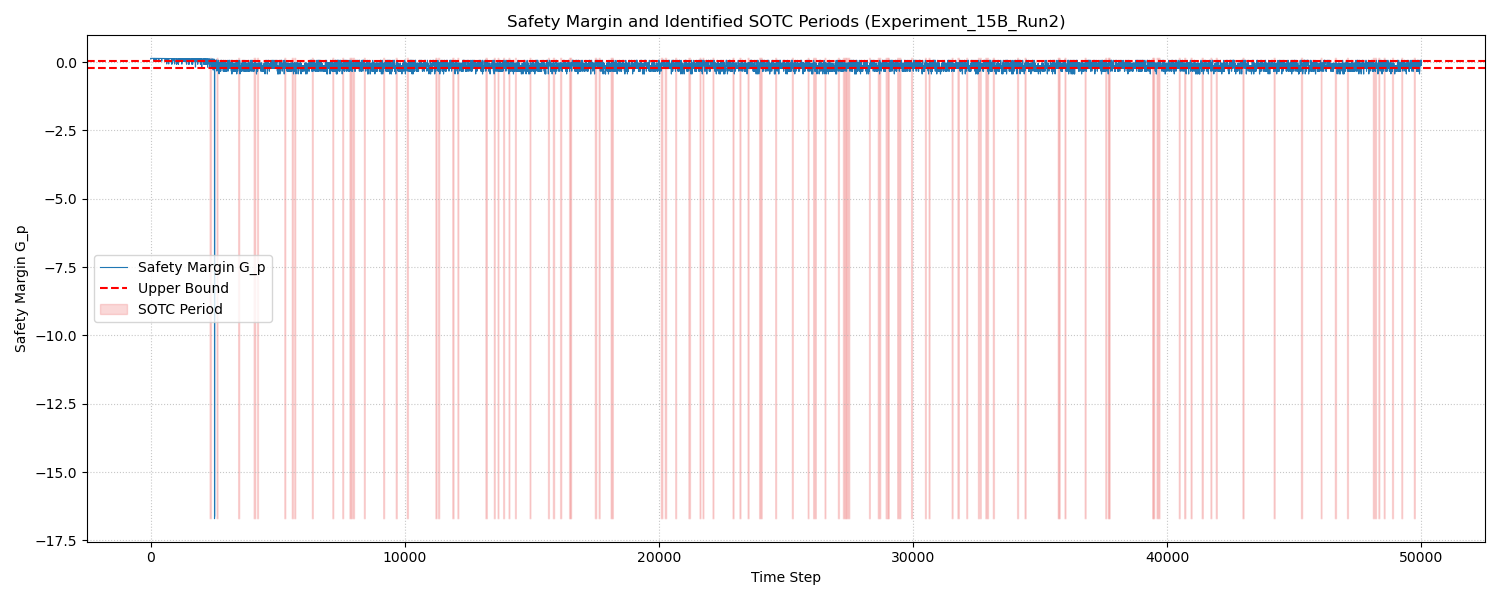 Safety Margin and Identified SOTC Periods (Experiment_15B_Run2)
0.0
−2.5
−5.0
−7.5
−10.0
−12.5
−15.0
−17.5
Safety Margin G_p
Safety Margin G_p
Upper Bound
SOTC Period
0
10000
20000
30000
40000
50000
Time Step